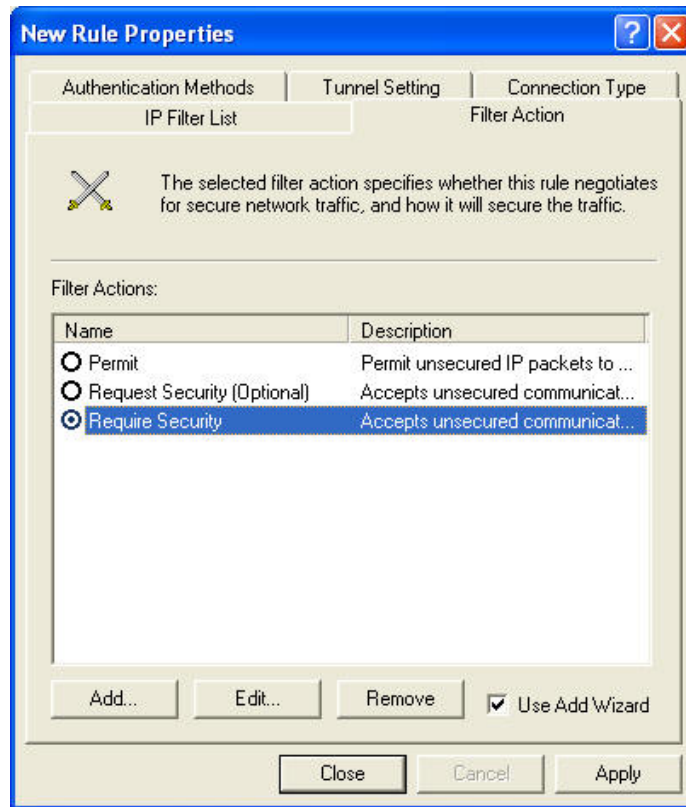 New Rule Properties
Authentication Methods Tunnel Setting Connection Type
IP Filter List Filter Action
The selected filter action specifies whether this rule negotiates
for secure network traffic, and how it will secure the traffic.
Filter Actions:
Name Description
Permit Permit unsecured IP packets to ...
Request Security (Optional) Accepts unsecured communicat...
Require Security Accepts unsecured communicat...
Add... Edit... Remove Use Add Wizard
Close Cancel Apply